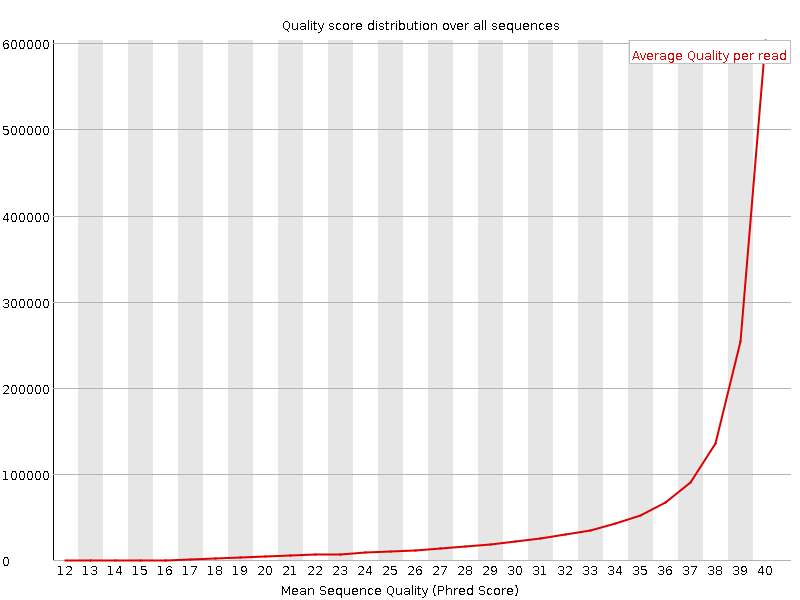 Quality score distribution over all sequences
Average Quality per read
600000
500000
400000
300000
200000
100000
0
12 13 14 15 16 17 18 19 20 21 22 23 24 25 26 27 28 29 30 31 32 33 34 35 36 37 38 39 40
Mean Sequence Quality (Phred Score)